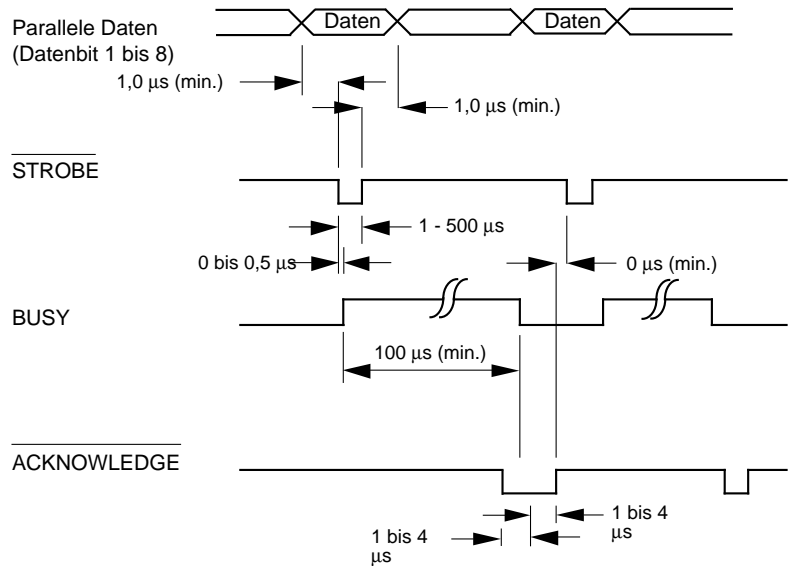 Parallele Daten
(Datenbit 1 bis 8)
Daten
Daten
1,0 μs (min.)
1,0 μs (min.)
STROBE
1 - 500 μs
0 bis 0,5 μs
0 μs (min.)
BUSY
100 μs (min.)
ACKNOWLEDGE
1 bis 4
μs
1 bis 4
μs